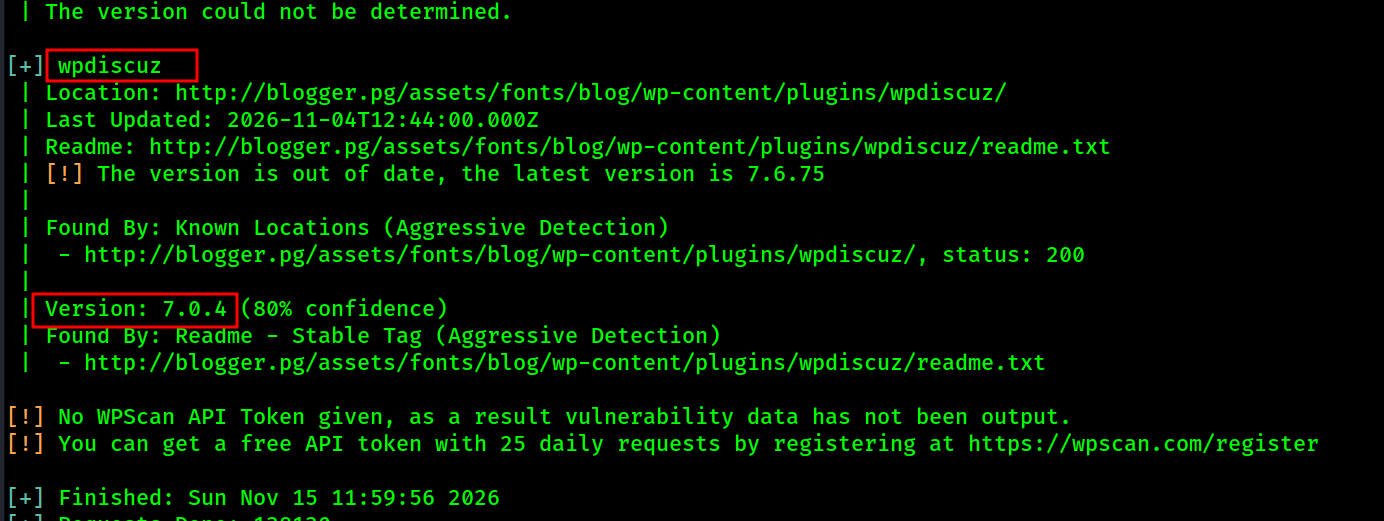 | The version could not be determined.
[+] wpdiscuz
| Location: http://blogger.pg/assets/fonts/blog/wp-content/plugins/wpdiscuz/
| Last Updated: 2026-11-04T12:44:00.000Z
| Readme: http://blogger.pg/assets/fonts/blog/wp-content/plugins/wpdiscuz/readme.txt
| [!] The version is out of date, the latest version is 7.6.75
|
| Found By: Known Locations (Aggressive Detection)
|  - http://blogger.pg/assets/fonts/blog/wp-content/plugins/wpdiscuz/, status: 200
|
| Version: 7.0.4 (80% confidence)
| Found By: Readme - Stable Tag (Aggressive Detection)
|  - http://blogger.pg/assets/fonts/blog/wp-content/plugins/wpdiscuz/readme.txt
[!] No WPScan API Token given, as a result vulnerability data has not been output.
[!] You can get a free API token with 25 daily requests by registering at https://wpscan.com/register
[+] Finished: Sun Nov 15 11:59:56 2026
[+] Requests Done: